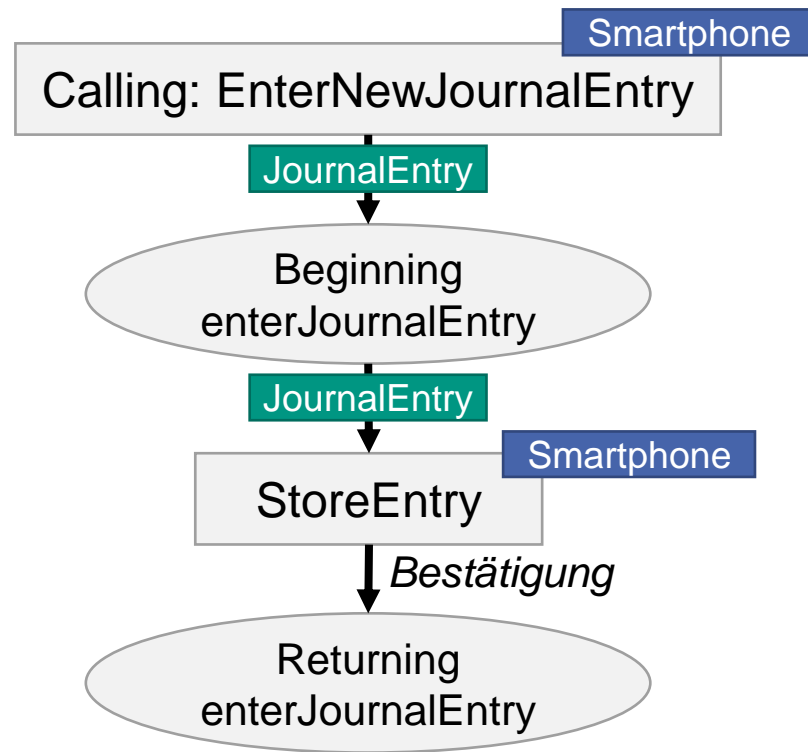 Smartphone
Calling: EnterNewJournalEntry
JournalEntry
Beginning
enterJournalEntry
JournalEntry
Smartphone
StoreEntry
Bestätigung
Returning
enterJournalEntry